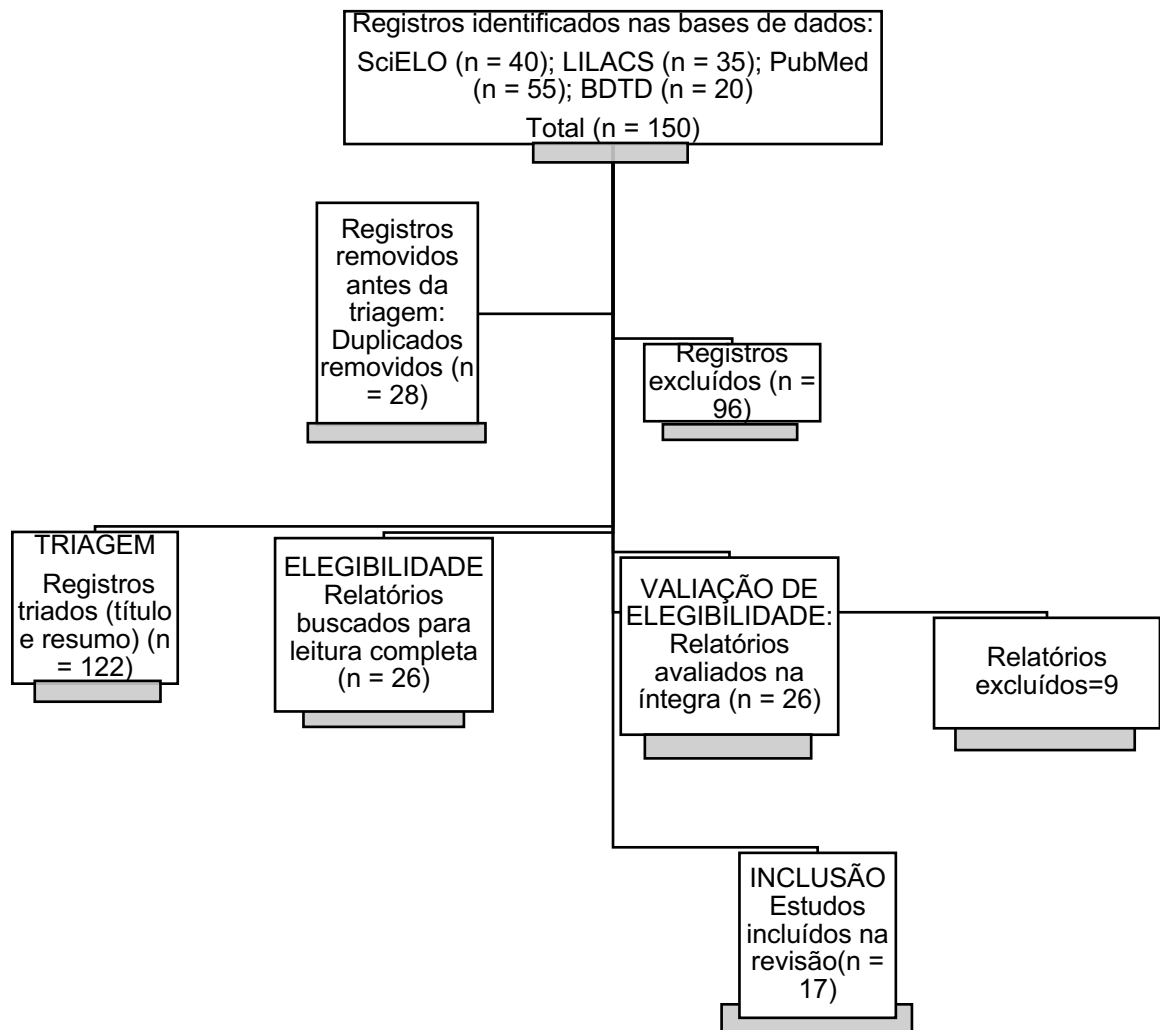 Registros identificados nas bases de dados:
SciELO (n = 40); LILACS (n = 35); PubMed
(n = 55); BDTD (n = 20)
Total (n = 150)
Registros
removidos
antes da
triagem:
Duplicados
removidos (n
= 28)
Registros
excluídos (n =
96)
TRIAGEM
Registros
triados (título
e resumo) (n
= 122)
ELEGIBILIDADE
Relatórios
buscados para
leitura completa
(n = 26)
VALIAÇÃO DE
ELEGIBILIDADE:
Relatórios
avaliados na
íntegra (n = 26)
Relatórios
excluídos=9
INCLUSÃO
Estudos
incluídos na
revisão(n =
17)